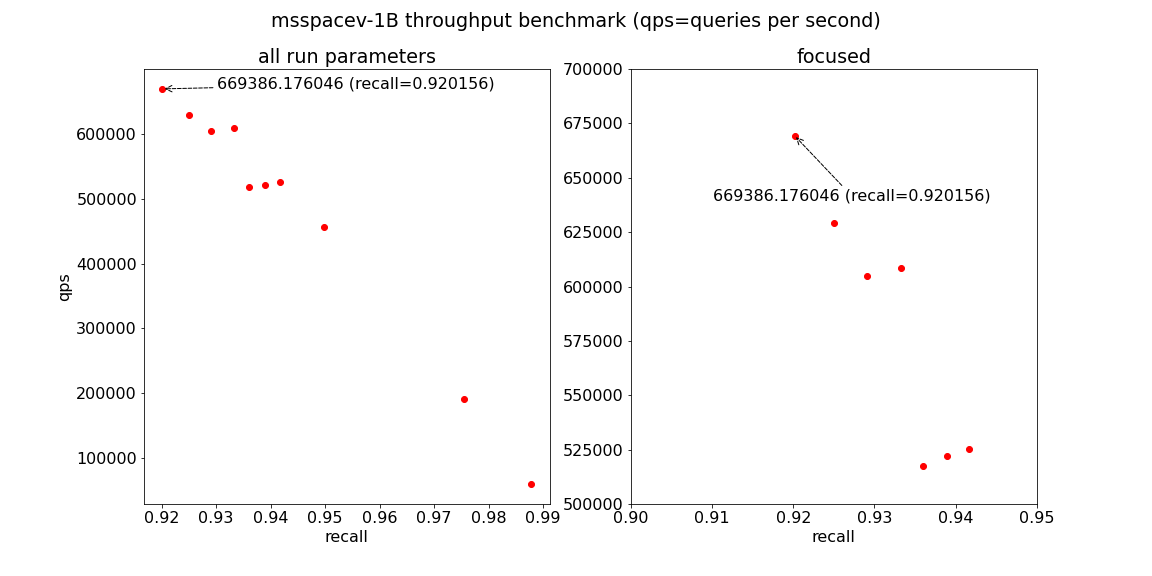 msspacev-1B throughput benchmark (qps=queries per second)
all run parameters
669386.176046 (recall=0.920156)
600000
500000
400000
300000
200000
100000
qps
0.92 0.93 0.94 0.95 0.96 0.97 0.98 0.99
recall
focused
700000
675000
650000
669386.176046 (recall=0.920156)
625000
600000
575000
550000
525000
500000
0.90 0.91 0.92 0.93 0.94 0.95
recall